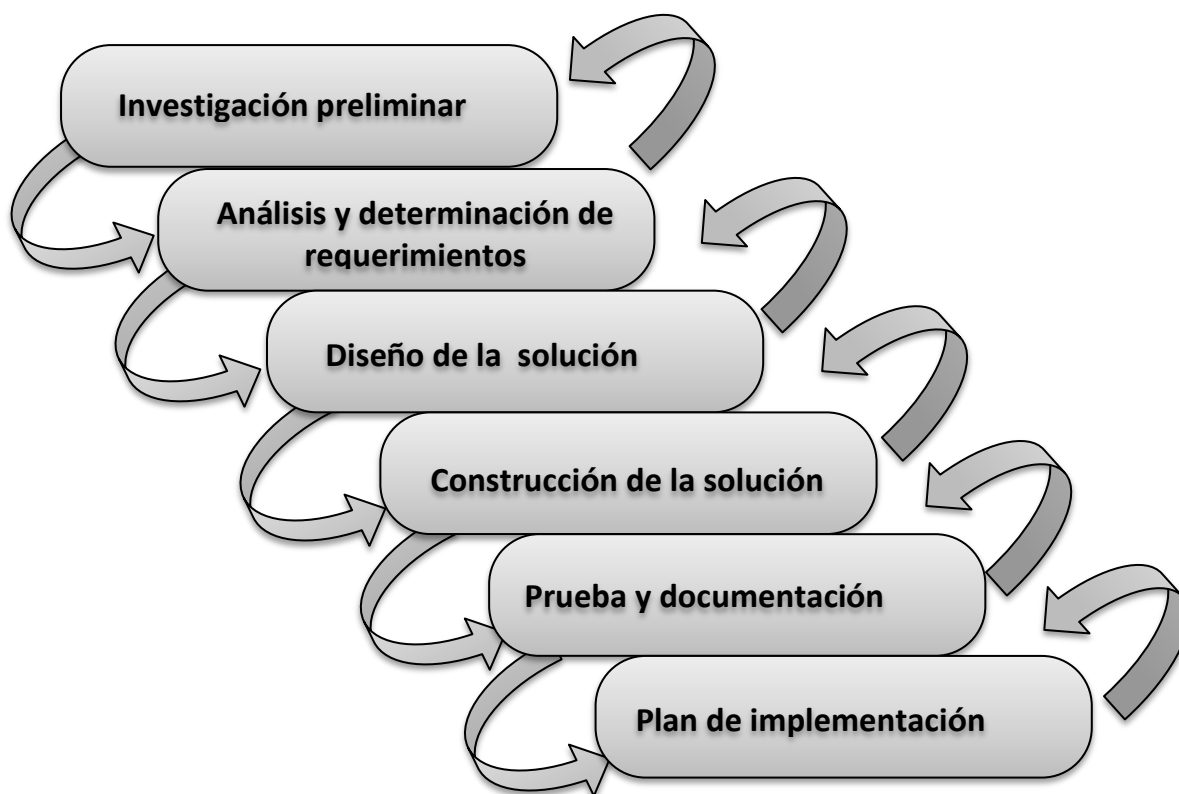 Investigación preliminar
Análisis y determinación de
requerimientos
Diseño de la solución
Construcción de la solución
Prueba y documentación
Plan de implementación